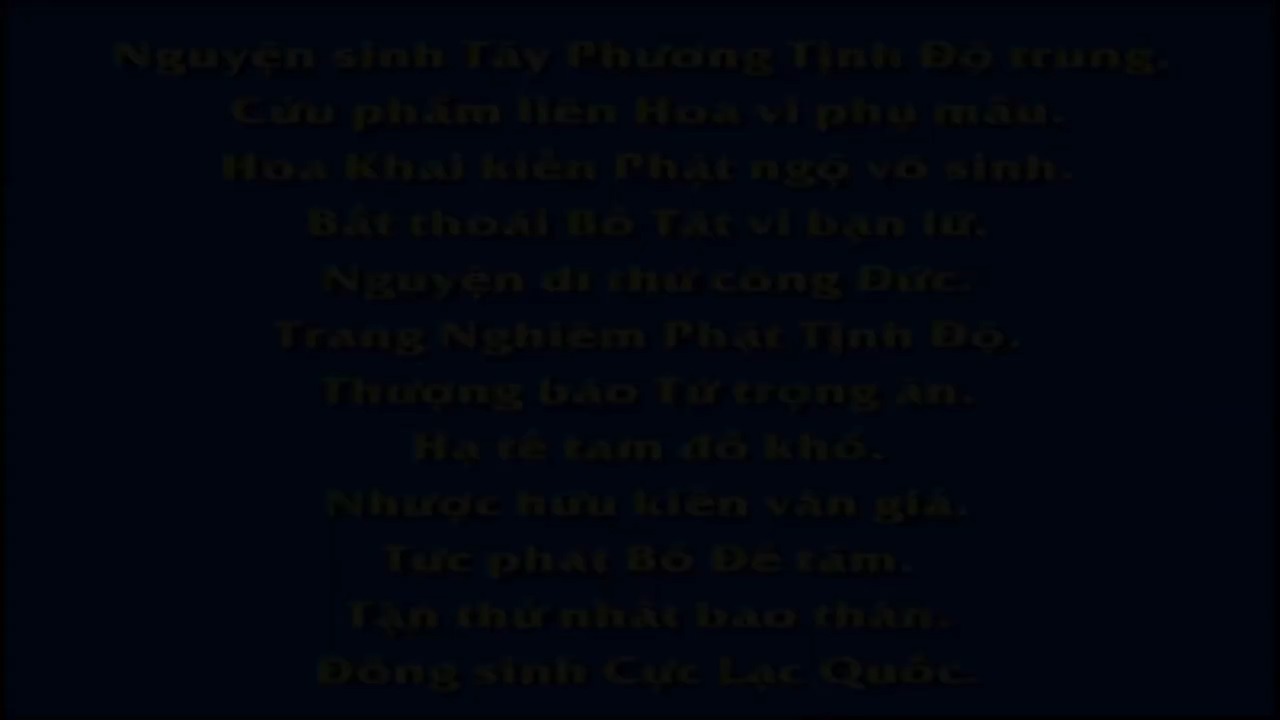 Nguyện sinh Tây Phương Tịnh Độ trung.
Cửu phẩm liên Hoa vi phụ mẫu.
Hoa Khai kiến Phật ngộ vô sinh.
Bất thoái Bồ Tát vi bạn lữ.
Nguyện dĩ thử công Đức.
Trang Nghiêm Phật Tịnh Độ.
Thượng báo Tứ trọng ân.
Hạ tế tam đồ khổ.
Nhược hữu kiến văn giả.
Tức phát Bồ Đề tâm.
Tận thử nhất bao thân.
Đồng sinh Cực Lạc Quốc.